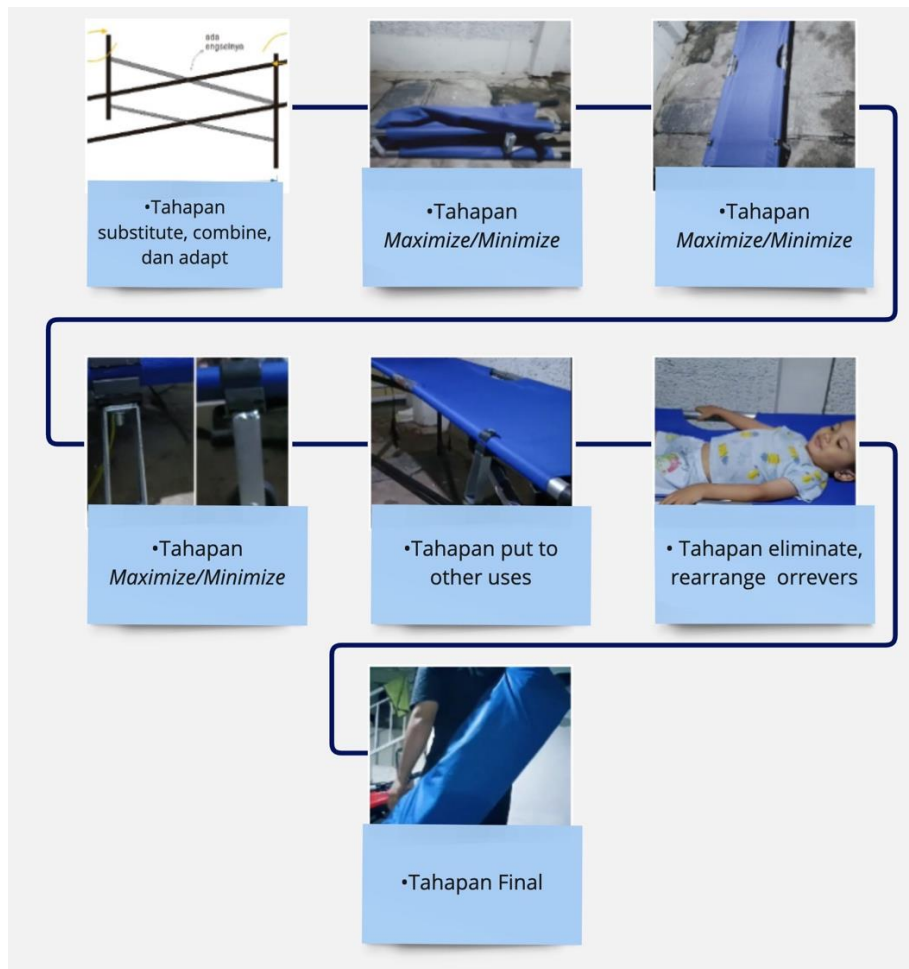 ada
engselnya
•Tahapan
substitute, combine,
dan adapt
•Tahapan
Maximize/Minimize
•Tahapan
Maximize/Minimize
•Tahapan
Maximize/Minimize
•Tahapan put to
other uses
• Tahapan eliminate,
rearrange orrevers
•Tahapan Final